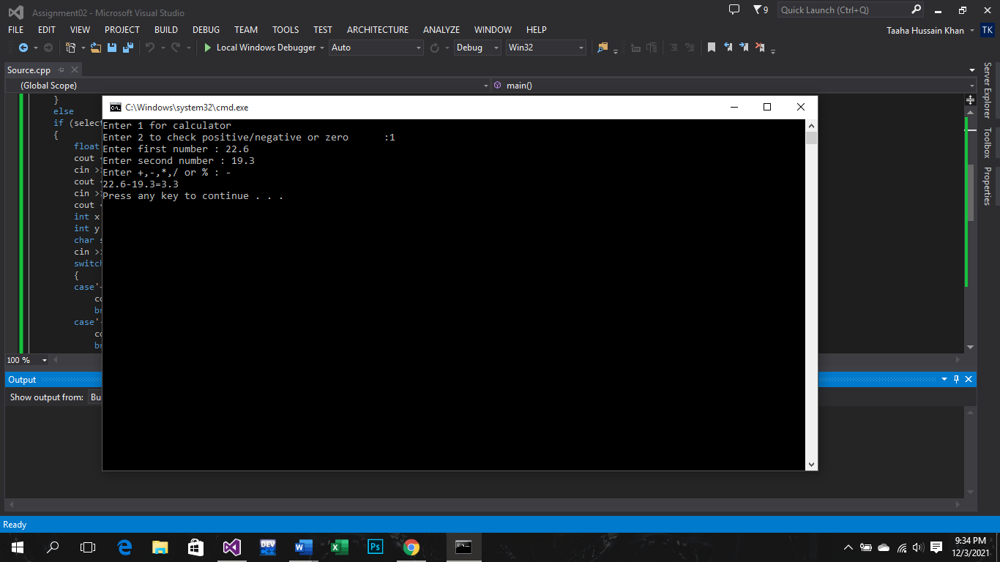 Assignment02 - Microsoft Visual Studio
9
Quick Launch (Ctrl+Q)
FILE EDIT VIEW PROJECT BUILD DEBUG TEAM TOOLS TEST ARCHITECTURE ANALYZE WINDOW HELP
Taaha Hussain Khan TK
Local Windows Debugger Auto Debug Win32
Source.cpp
(Global Scope) main()
}
else
if (select
{
float
cout <
cin >
cout <
cin >
cout <
int x
int y
char s
cin >
switch
{
case'
co
br
case'
co
br
C:\Windows\system32\cmd.exe
Enter 1 for calculator
Enter 2 to check positive/negative or zero :1
Enter first number : 22.6
Enter second number : 19.3
Enter +,-,*,/ or % : -
22.6-19.3=3.3
Press any key to continue . . .
Server Explorer
Toolbox
Properties
100 %
Output
Show output from: Bu
Ready
DEV C++
Ps
9:34 PM
12/3/2021